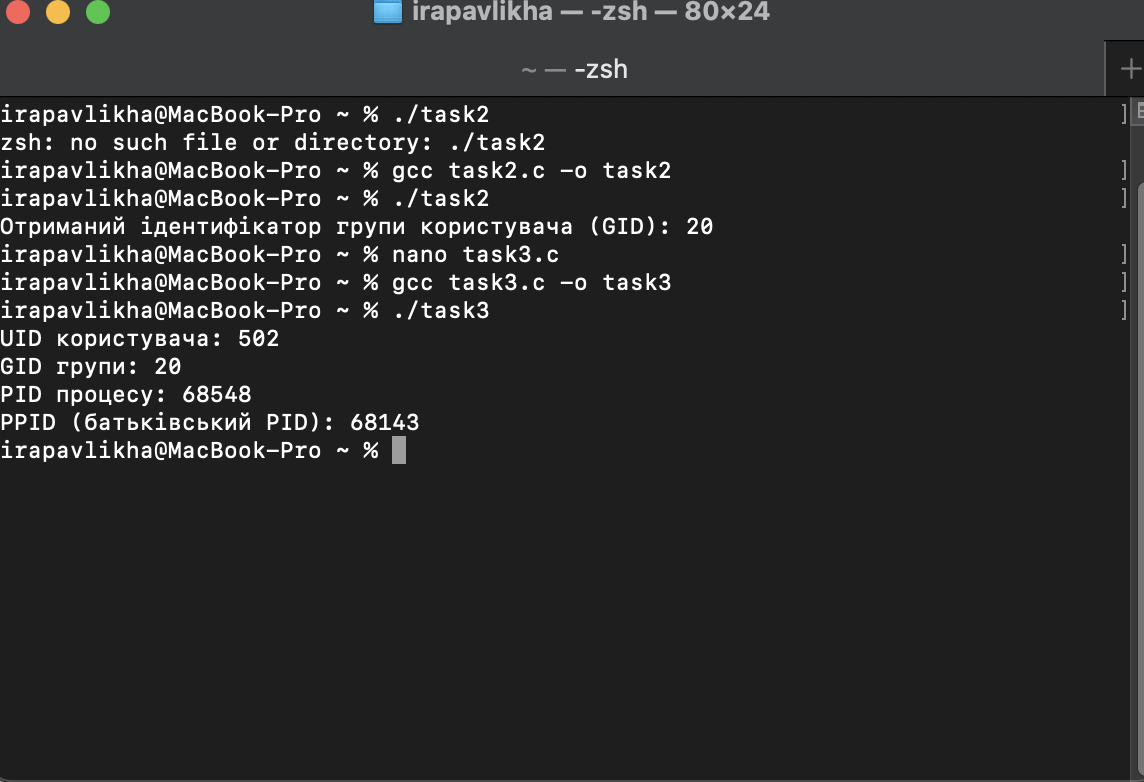 irapavlikha — -zsh — 80×24
~ — -zsh
irapavlikha@MacBook-Pro ~ % ./task2
zsh: no such file or directory: ./task2
irapavlikha@MacBook-Pro ~ % gcc task2.c -o task2
irapavlikha@MacBook-Pro ~ % ./task2
Отриманий ідентифікатор групи користувача (GID): 20
irapavlikha@MacBook-Pro ~ % nano task3.c
irapavlikha@MacBook-Pro ~ % gcc task3.c -o task3
irapavlikha@MacBook-Pro ~ % ./task3
UID користувача: 502
GID групи: 20
PID процесу: 68548
PPID (батьківський PID): 68143
irapavlikha@MacBook-Pro ~ %